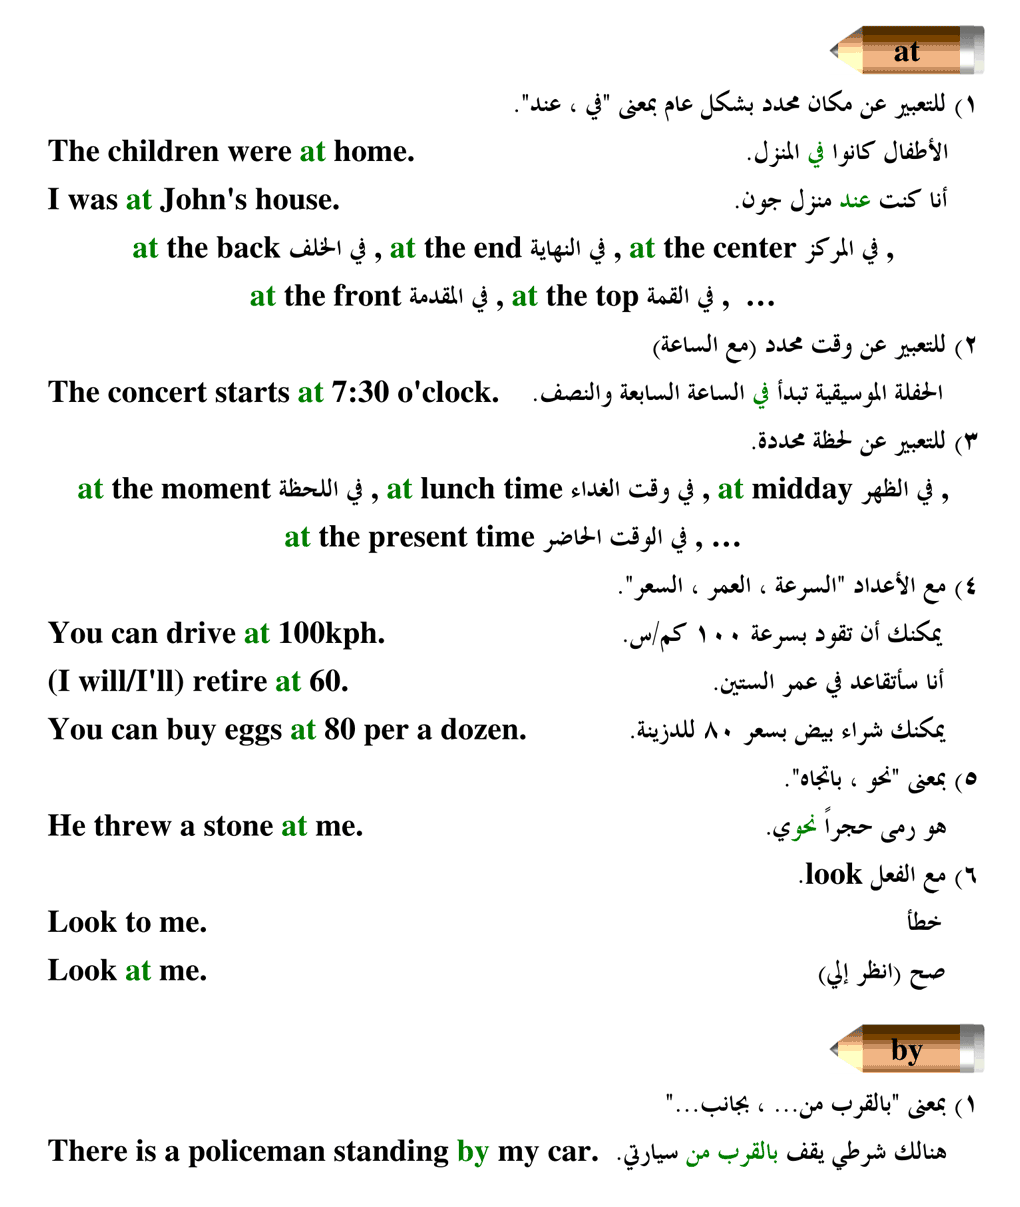 at
١) للتعبير عن مكان محدد بشكل عام بمعنى "في ، عند".
The children were at home. الأطفال كانوا في المنزل.
I was at John's house. أنا كنت عند منزل جون.
at the back في الخلف , at the end في النهاية , at the center في المركز ,
at the front في المقدمة , at the top في القمة , ...
٢) للتعبير عن وقت محدد (مع الساعة)
The concert starts at 7:30 o'clock. الحفلة الموسيقية تبدأ في الساعة السابعة والنصف.
٣) للتعبير عن لحظة محددة.
at the moment في اللحظة , at lunch time في وقت الغداء , at midday في الظهر ,
at the present time في الوقت الحاضر , ...
٤) مع الأعداد "السرعة ، العمر ، السعر".
You can drive at 100kph. يمكنك أن تقود بسرعة ١٠٠ كم/س.
(I will/I'll) retire at 60. أنا سأتقاعد في عمر الستين.
You can buy eggs at 80 per a dozen. يمكنك شراء بيض بسعر ٨٠ للدزينة.
٥) بمعنى "نحو ، باتجاه".
He threw a stone at me. هو رمى حجراً نحوي.
٦) مع الفعل look.
Look to me. خطأ
Look at me. صح (انظر إلي)
by
١) بمعنى "بالقرب من... ، بجانب..."
There is a policeman standing by my car. هنالك شرطي يقف بالقرب من سيارتي.